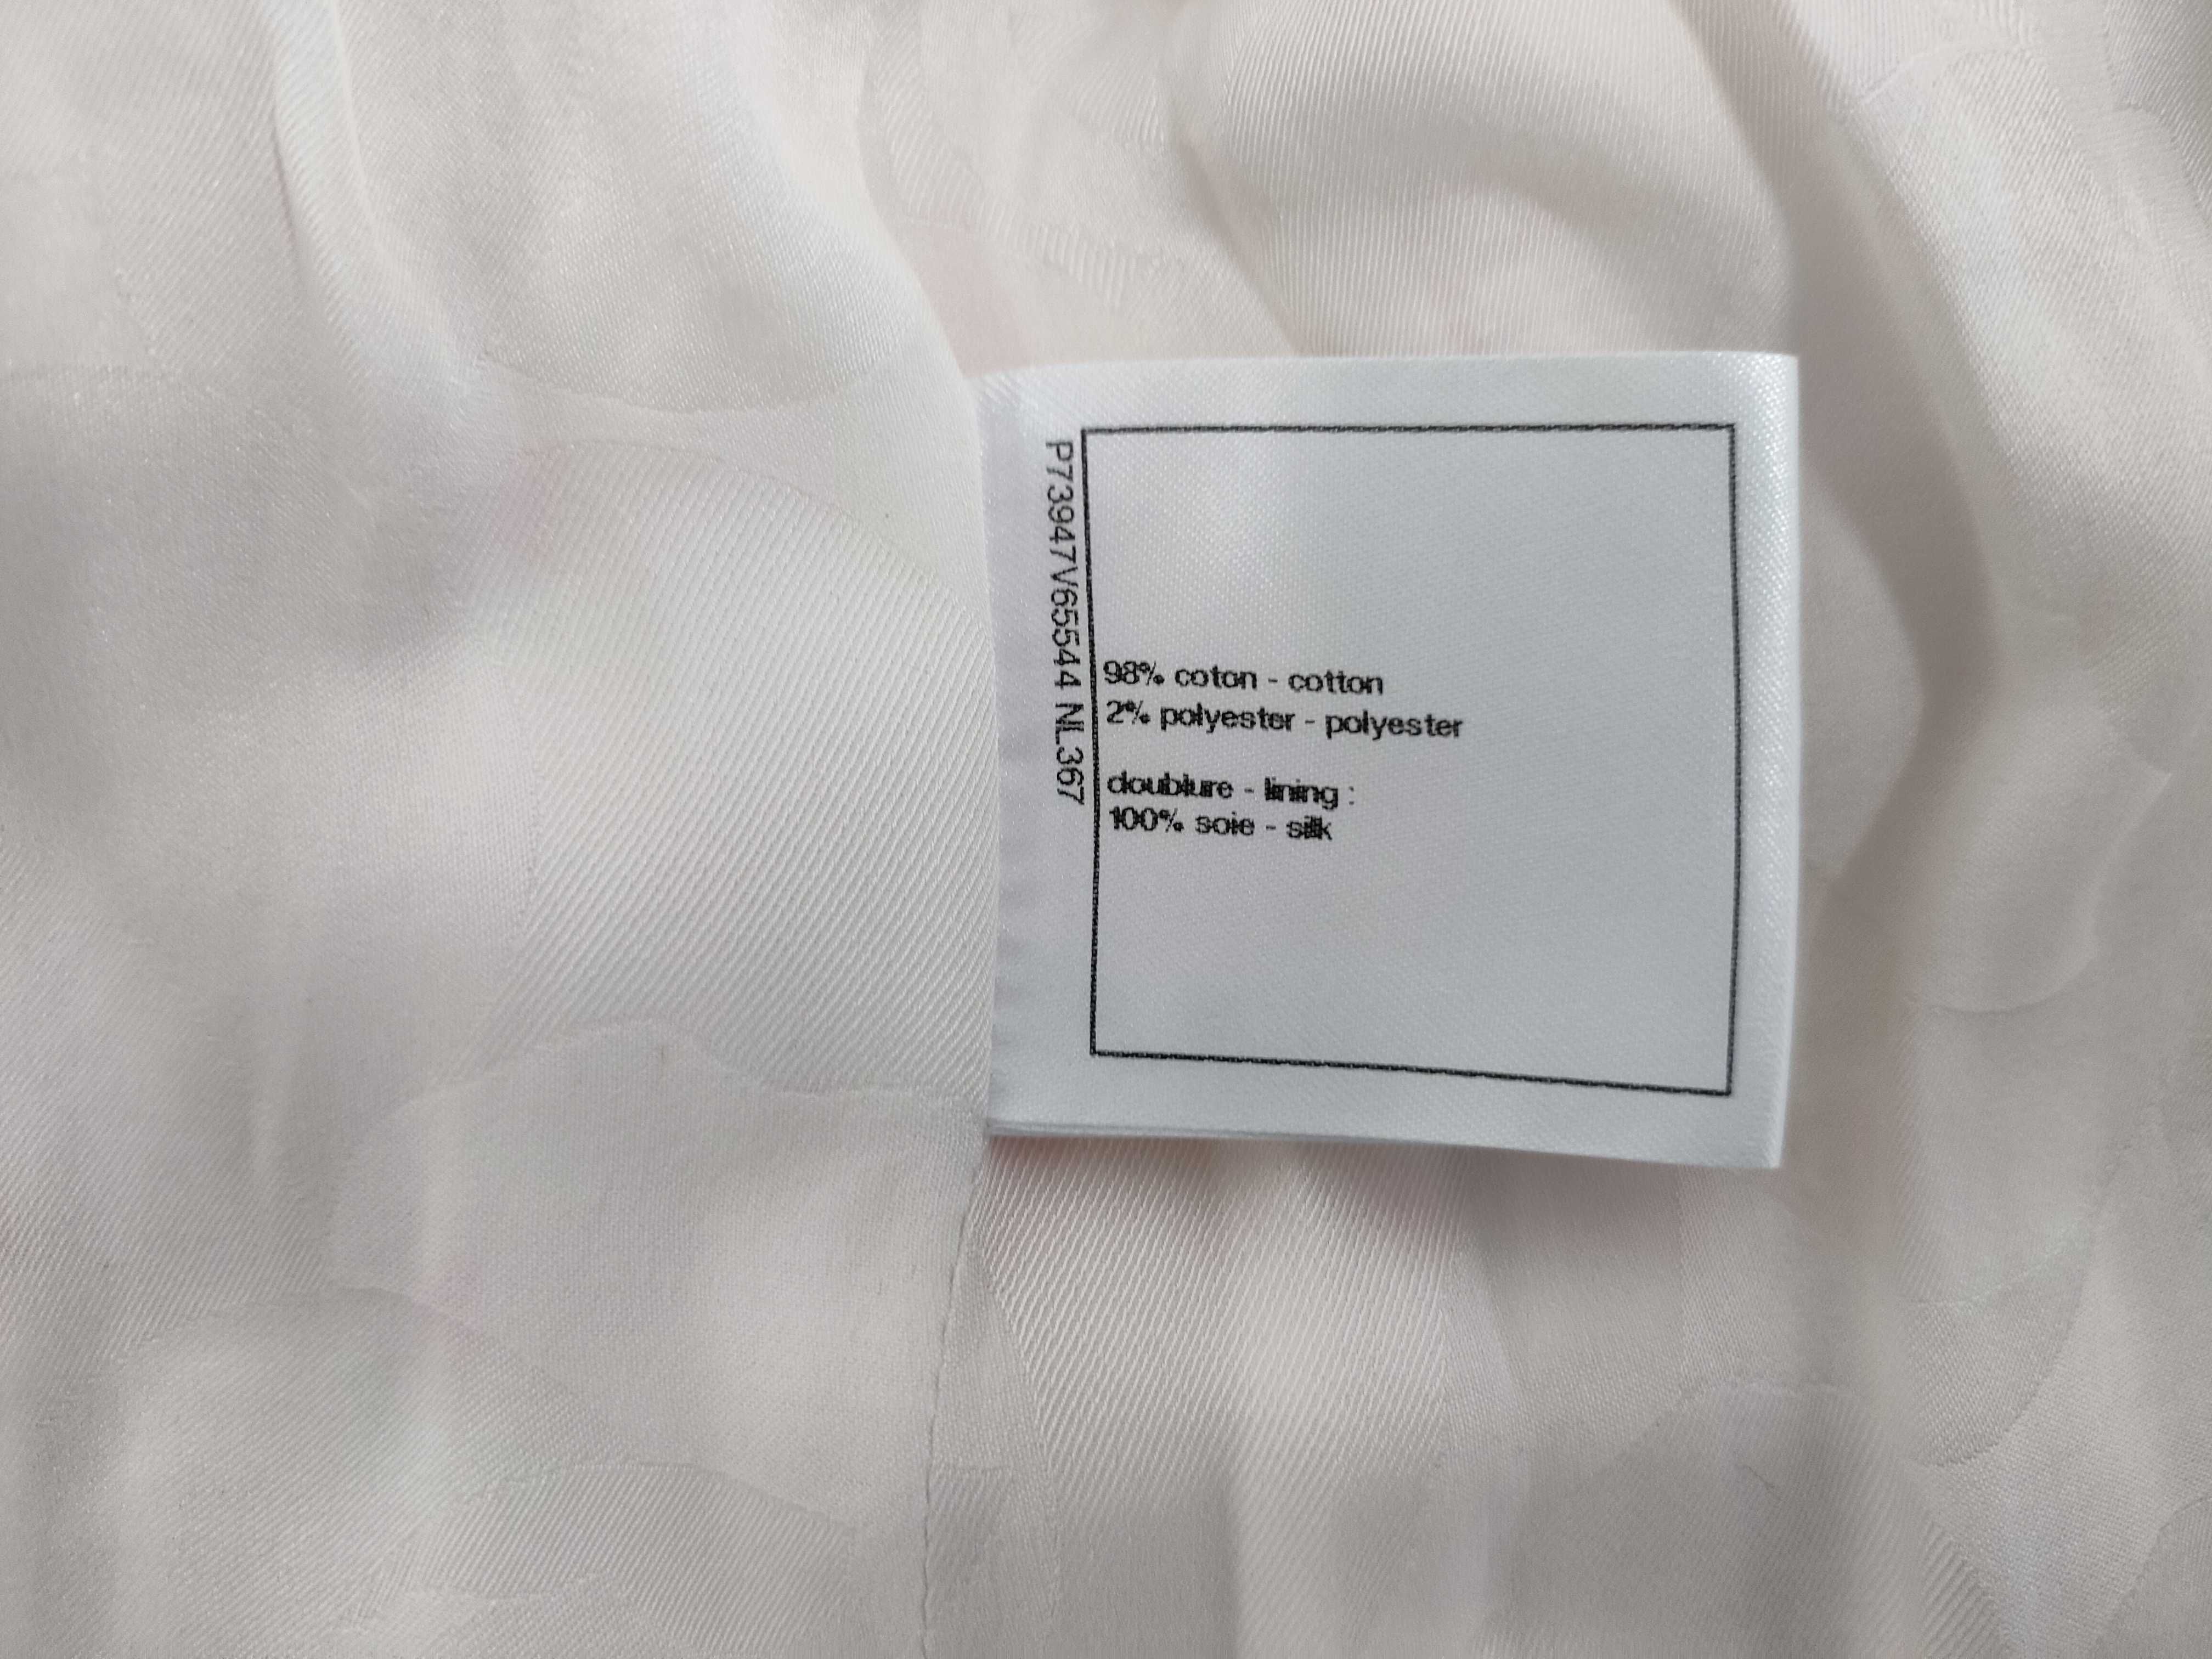 P73947V65544 NL367
98% coton - cotton
2% polyester - polyester
doublure - lining :
100% soie - silk